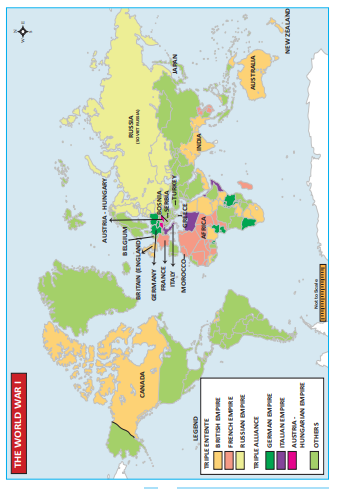 THE WORLD WAR I
CANADA
RUSSIA
(SOVIET RUSSIA)
JAPAN
NEW ZEALAND
AUSTRALIA
INDIA
TURKEY
SERBIA
BOSNIA
GREECE
AFRICA
AUSTRIA - HUNGARY
BELGIUM
BRITAIN (ENGLAND)
GERMANY
FRANCE
ITALY
MOROCCO
Not to Scale
LEGEND
TRIPLE ENTENTE
BRITISH EMPIRE
FRENCH EMPIRE
RUSSIAN EMPIRE
TRIPLE ALLIANCE
GERMAN EMPIRE
ITALIAN EMPIRE
AUSTRIA -
HUNGARIAN EMPIRE
OTHERS